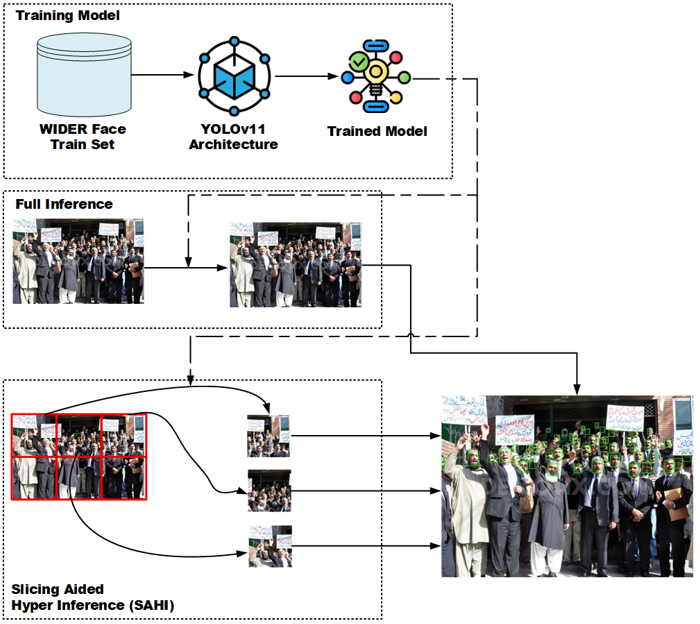 Training Model
WIDER Face
Train Set
YOLOv11
Architecture
Trained Model
Full Inference
Slicing Aided
Hyper Inference (SAHI)